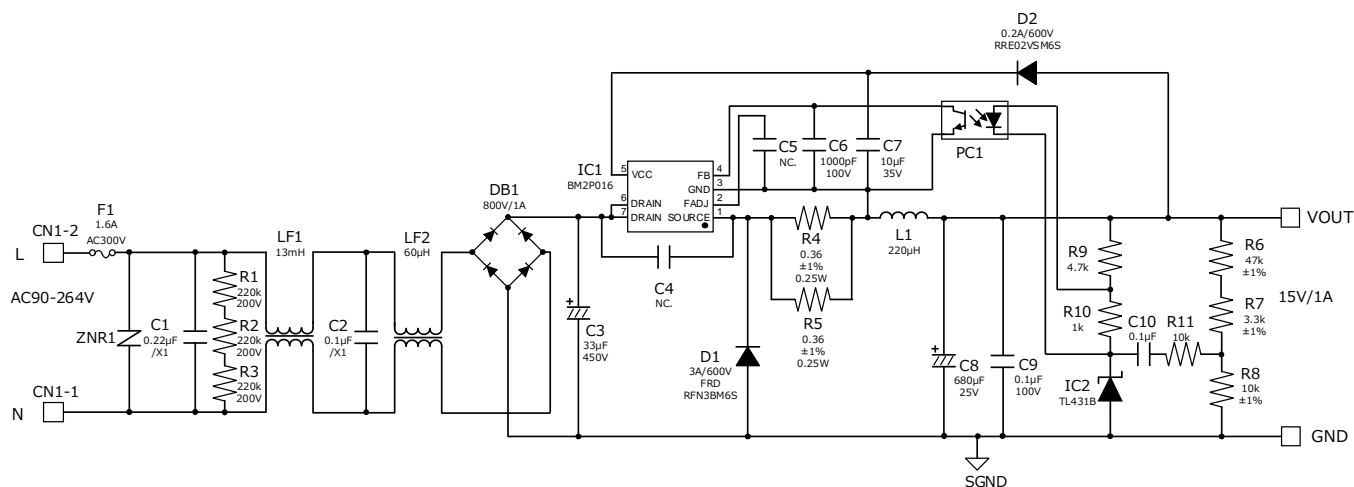 D2
0.2A/600V
RRE02VSM6S
F1
1.6A
AC300V
CN1-2
L
AC90-264V
ZNR1
CN1-1
N
C1
0.22µF
/X1
R1
220k
200V
R2
220k
200V
R3
220k
200V
LF1
13mH
C2
0.1µF
/X1
LF2
60µH
DB1
800V/1A
C3
33µF
450V
IC1
BM2P016
5
VCC
6
DRAIN
7
DRAIN
FB
4
GND
3
FADJ
2
SOURCE
1
C4
NC.
C5
NC.
C6
1000pF
100V
C7
10µF
35V
PC1
D1
3A/600V
FRD
RFN3BM6S
R4
0.36
±1%
0.25W
R5
0.36
±1%
0.25W
L1
220µH
C8
680µF
25V
C9
0.1µF
100V
R9
4.7k
R10
1k
C10
0.1µF
R11
10k
IC2
TL431B
R6
47k
±1%
R7
3.3k
±1%
R8
10k
±1%
VOUT
15V/1A
GND
SGND